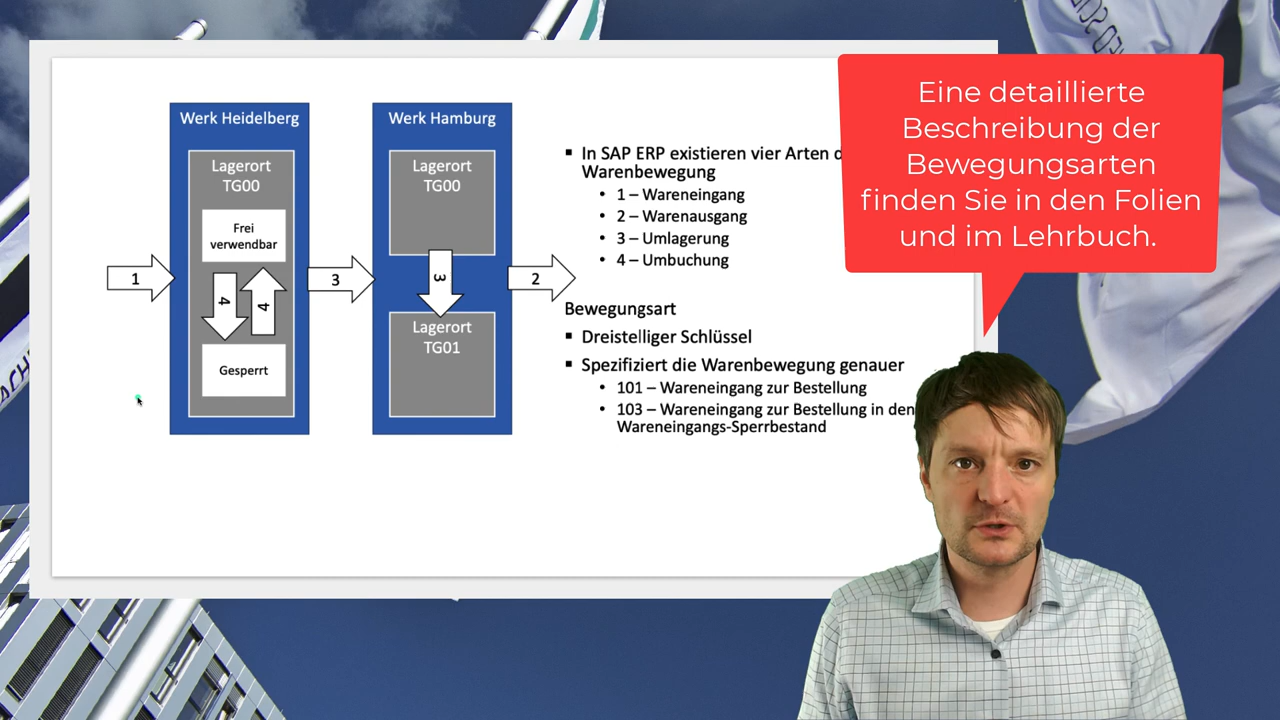 Werk Heidelberg
Lagerort
TG00
Frei
verwendbar
4
4
Gesperrt
1
3
Werk Hamburg
Lagerort
TG00
3
Lagerort
TG01
2
▪ In SAP ERP existieren vier Arten
Warenbewegung
• 1 – Wareneingang
• 2 – Warenausgang
• 3 – Umlagerung
• 4 – Umbuchung
Bewegungsart
▪ Dreistelliger Schlüssel
▪ Spezifiziert die Warenbewegung genauer
• 101 – Wareneingang zur Bestellung
• 103 – Wareneingang zur Bestellung in den
Wareneingangs-Sperrbestand
Eine detaillierte
Beschreibung der
Bewegungsarten
finden Sie in den Folien
und im Lehrbuch.